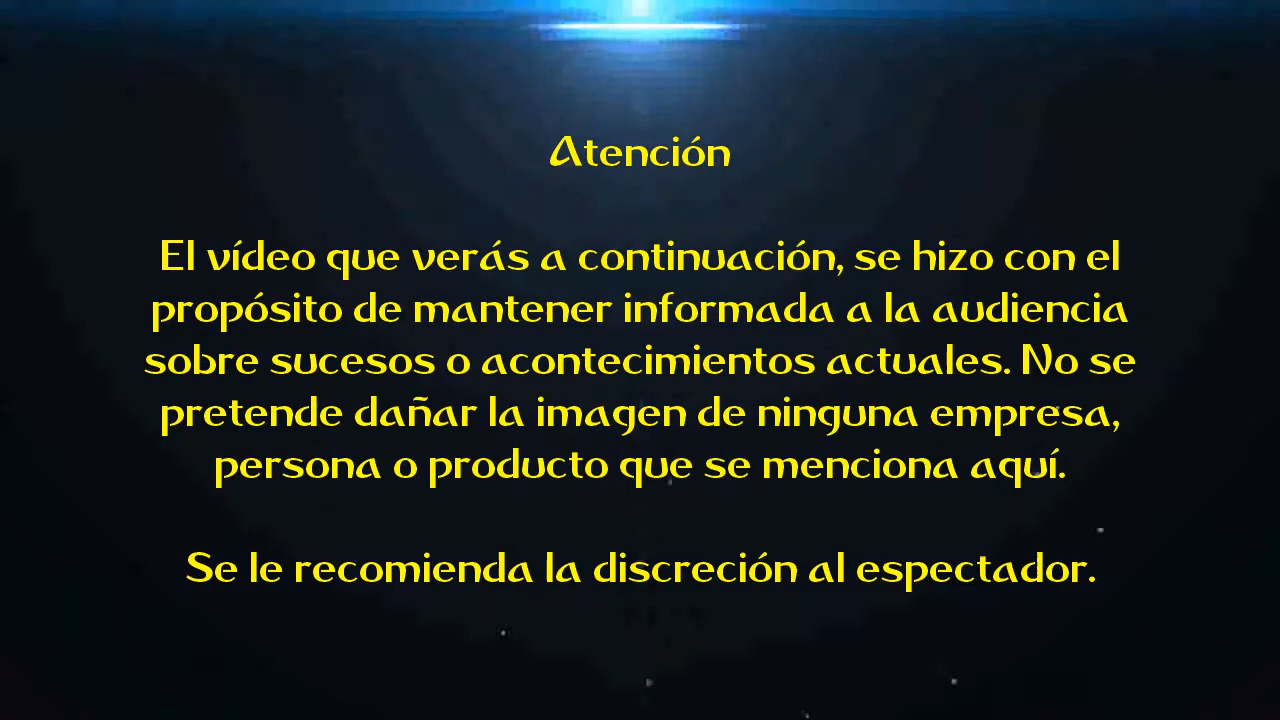 Atención
El vídeo que verás a continuación, se hizo con el
propósito de mantener informada a la audiencia
sobre sucesos o acontecimientos actuales. No se
pretende dañar la imagen de ninguna empresa,
persona o producto que se menciona aquí.
Se le recomienda la discreción al espectador.